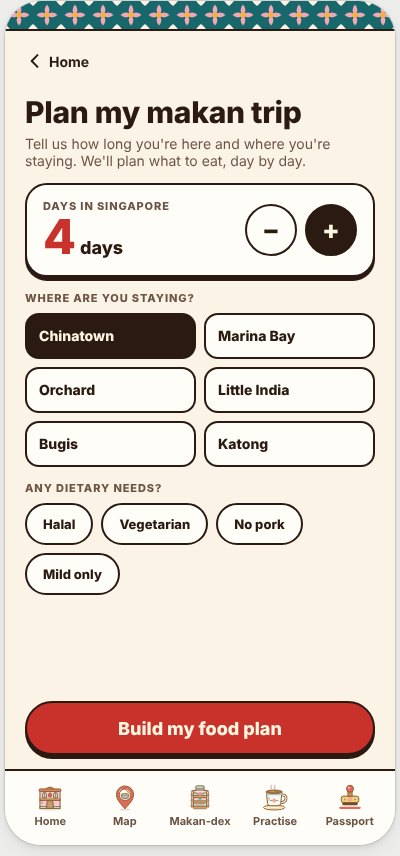 Home
Plan my makan trip
Tell us how long you're here and where you're
staying. We'll plan what to eat, day by day.
DAYS IN SINGAPORE
4 days
− +
WHERE ARE YOU STAYING?
Chinatown
Marina Bay
Orchard
Little India
Bugis
Katong
ANY DIETARY NEEDS?
Halal
Vegetarian
No pork
Mild only
Build my food plan
Home
Map
Makan-dex
Practise
Passport